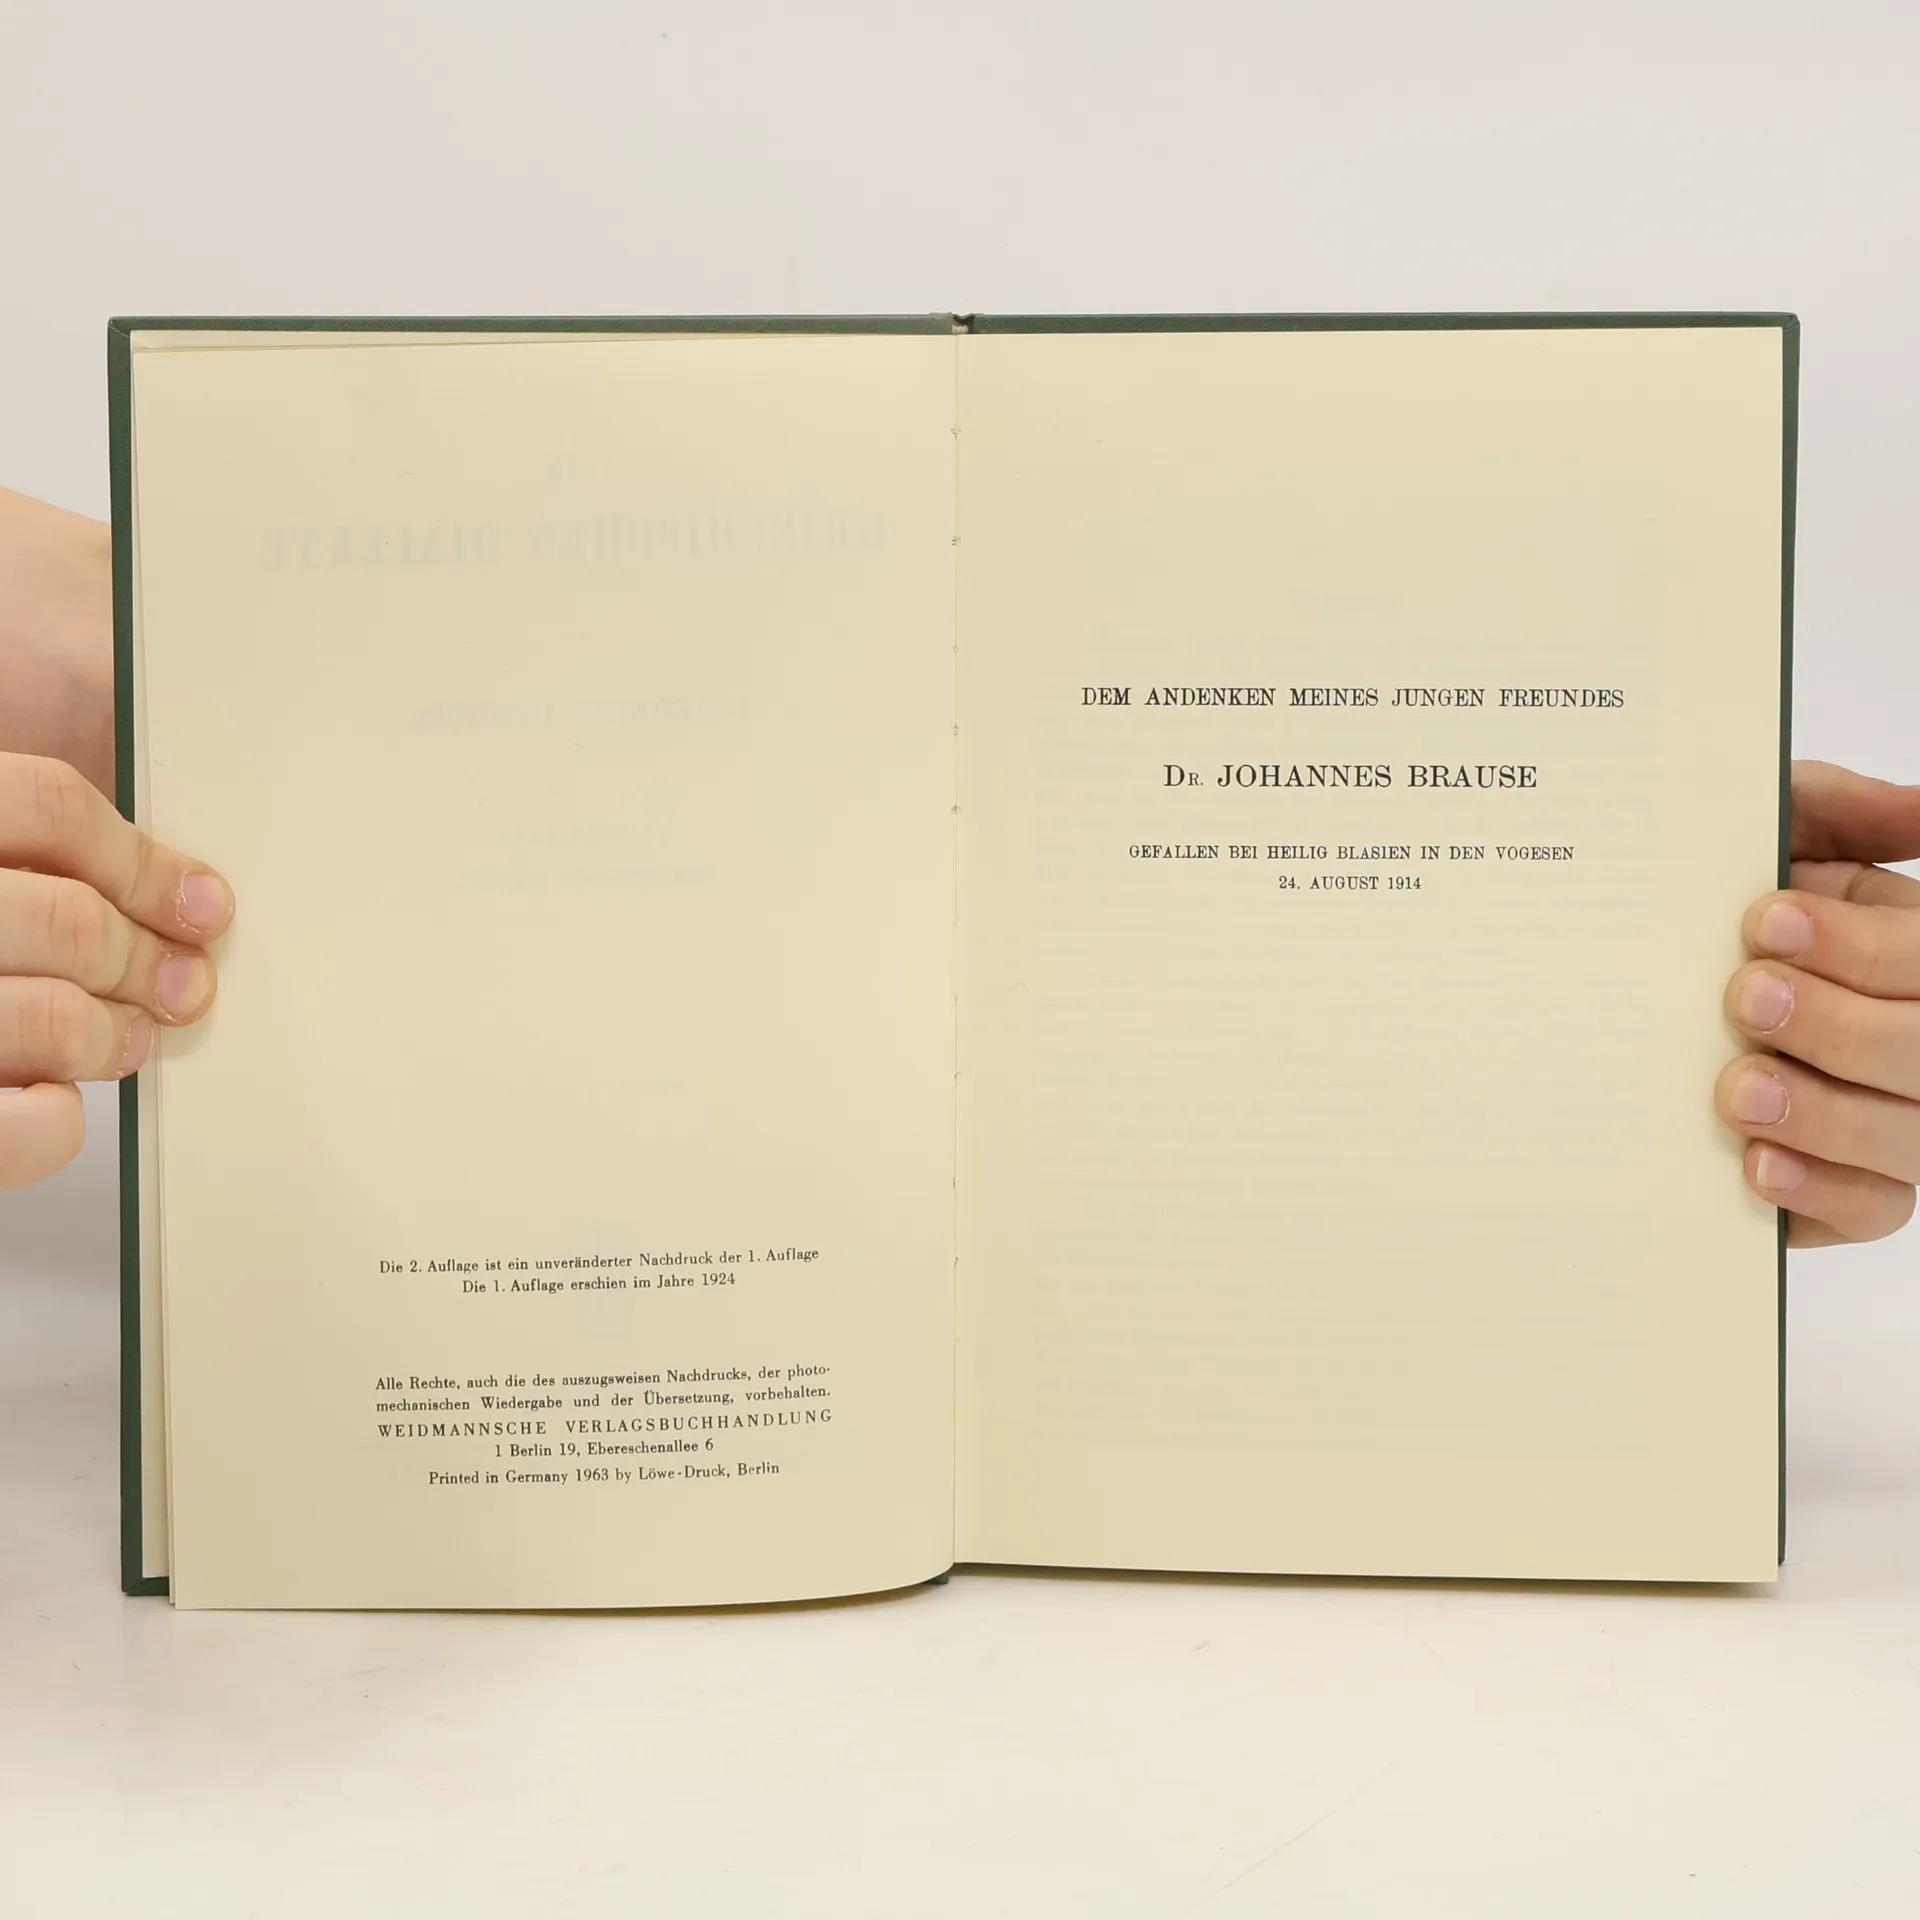 Die 2. Auflage ist ein unveränderter Nachdruck der 1. Auflage
Die 1. Auflage erschien im Jahre 1924
Alle Rechte, auch die des auszugsweisen Nachdrucks, der photo-
mechanischen Wiedergabe und der Übersetzung, vorbehalten.
WEIDMANNSCHE VERLAGSBUCHHANDLUNG
1 Berlin 19, Ebereschenallee 6
Printed in Germany 1963 by Löwe-Druck, Berlin
DEM ANDENKEN MEINES JUNGEN FREUNDES
DR. JOHANNES BRAUSE
GEFALLEN BEI HEILIG BLASIEN IN DEN VOGESEN
24. AUGUST 1914